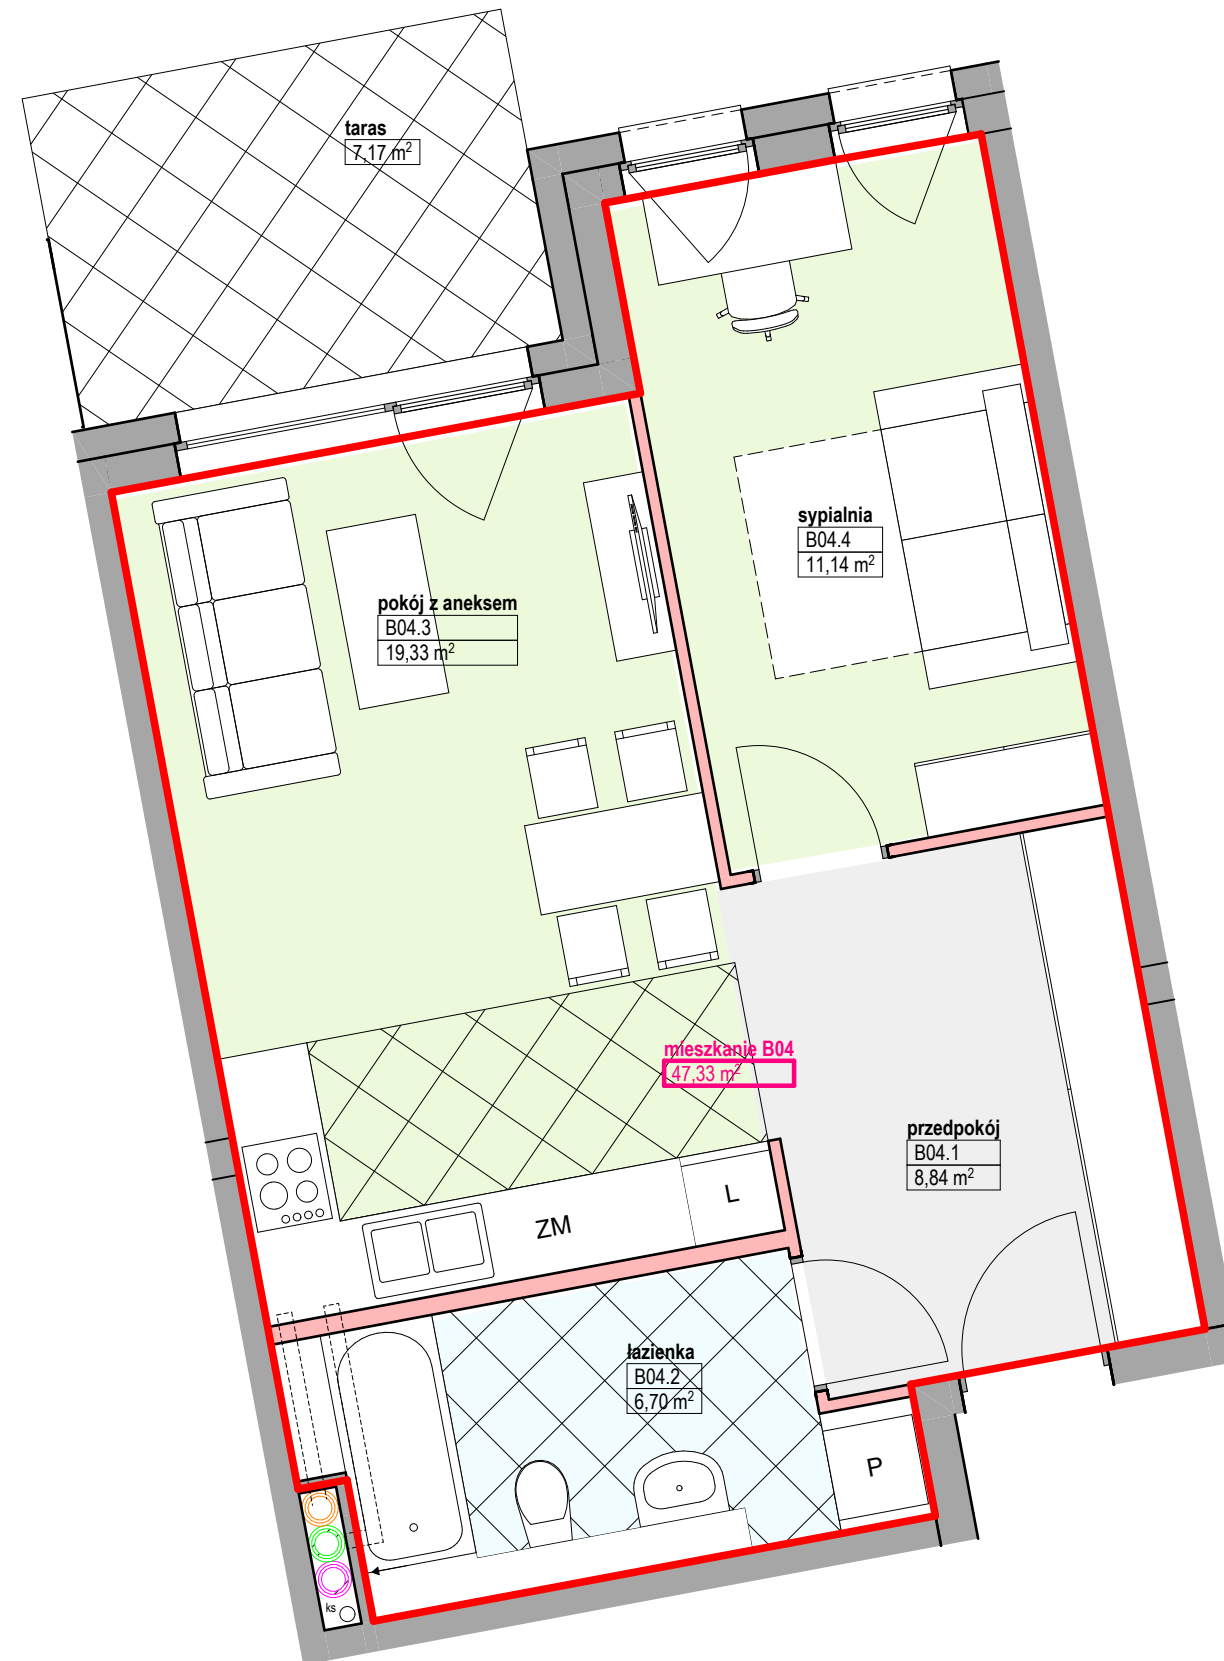 taras
7,17 m²
sypialnia
B04.4
11,14 m²
pokój z aneksem
B04.3
19,33 m²
mieszkanie B04
47,33 m²
przedpokój
B04.1
8,84 m²
L
ZM
łazienka
B04.2
6,70 m²
P
ks